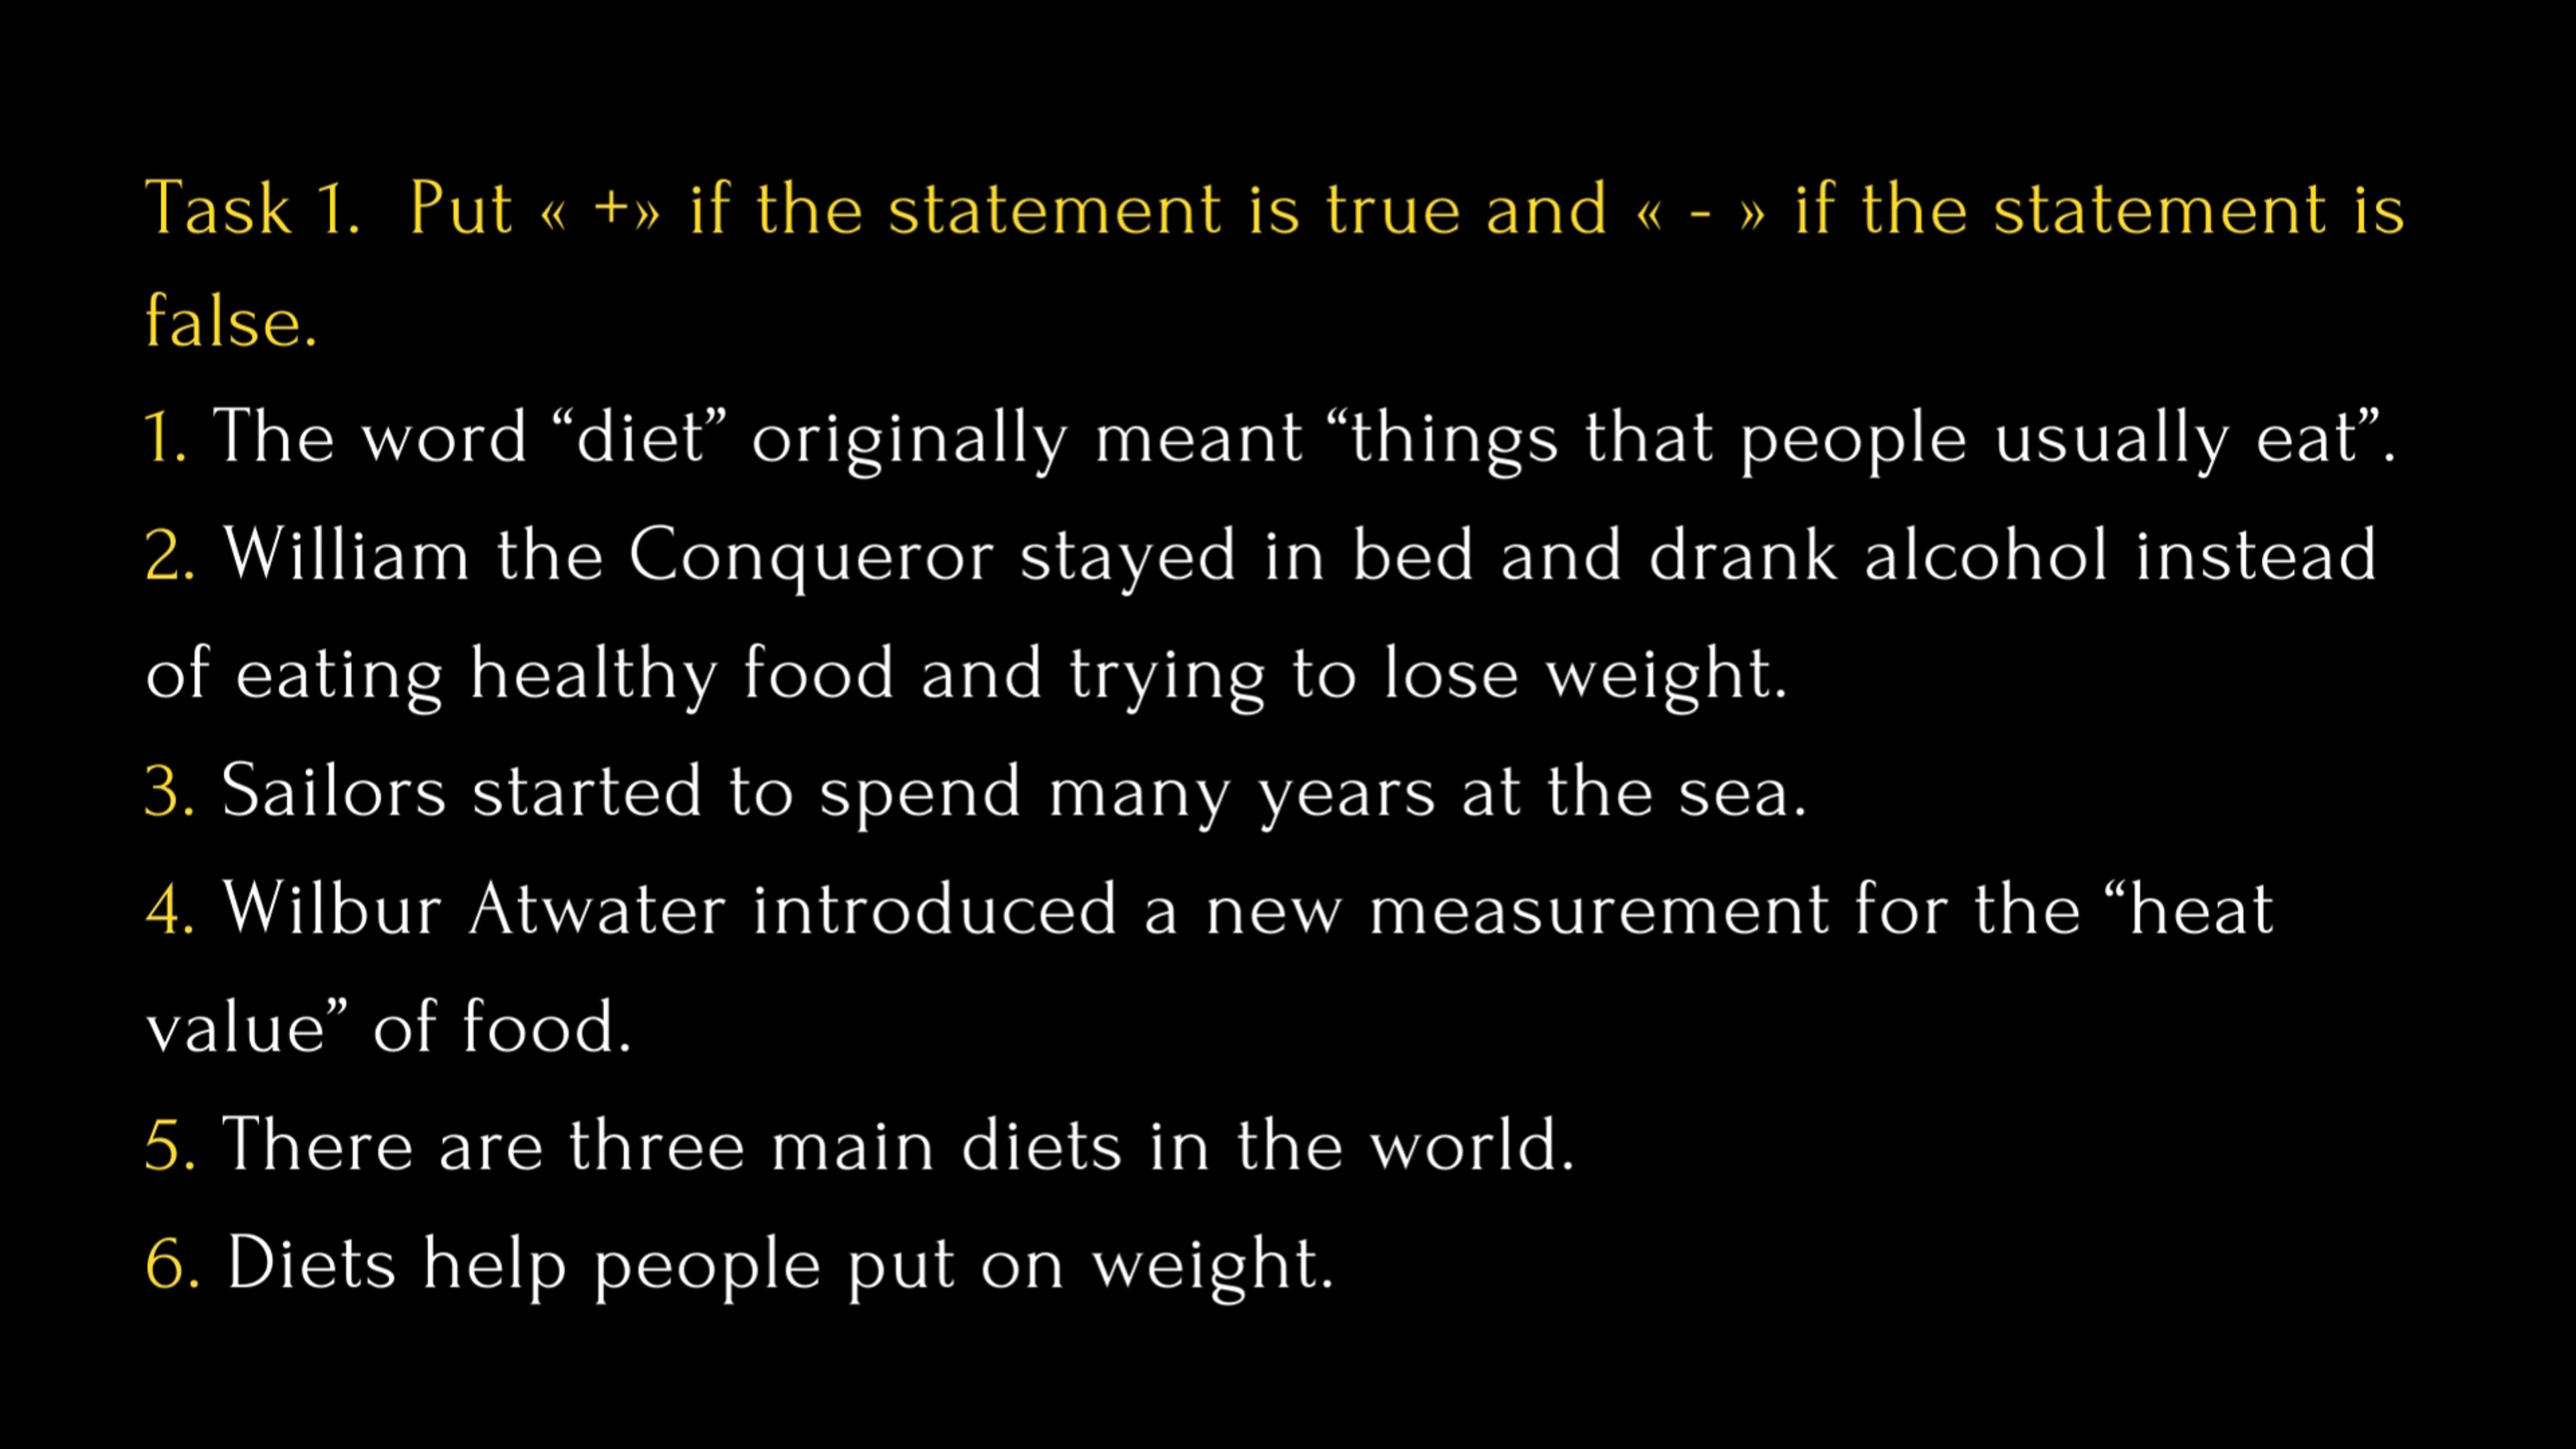 Task 1.  Put « +» if the statement is true and « - » if the statement is
false.
1. The word “diet” originally meant “things that people usually eat”.
2. William the Conqueror stayed in bed and drank alcohol instead
of eating healthy food and trying to lose weight.
3. Sailors started to spend many years at the sea.
4. Wilbur Atwater introduced a new measurement for the “heat
value” of food.
5. There are three main diets in the world.
6. Diets help people put on weight.